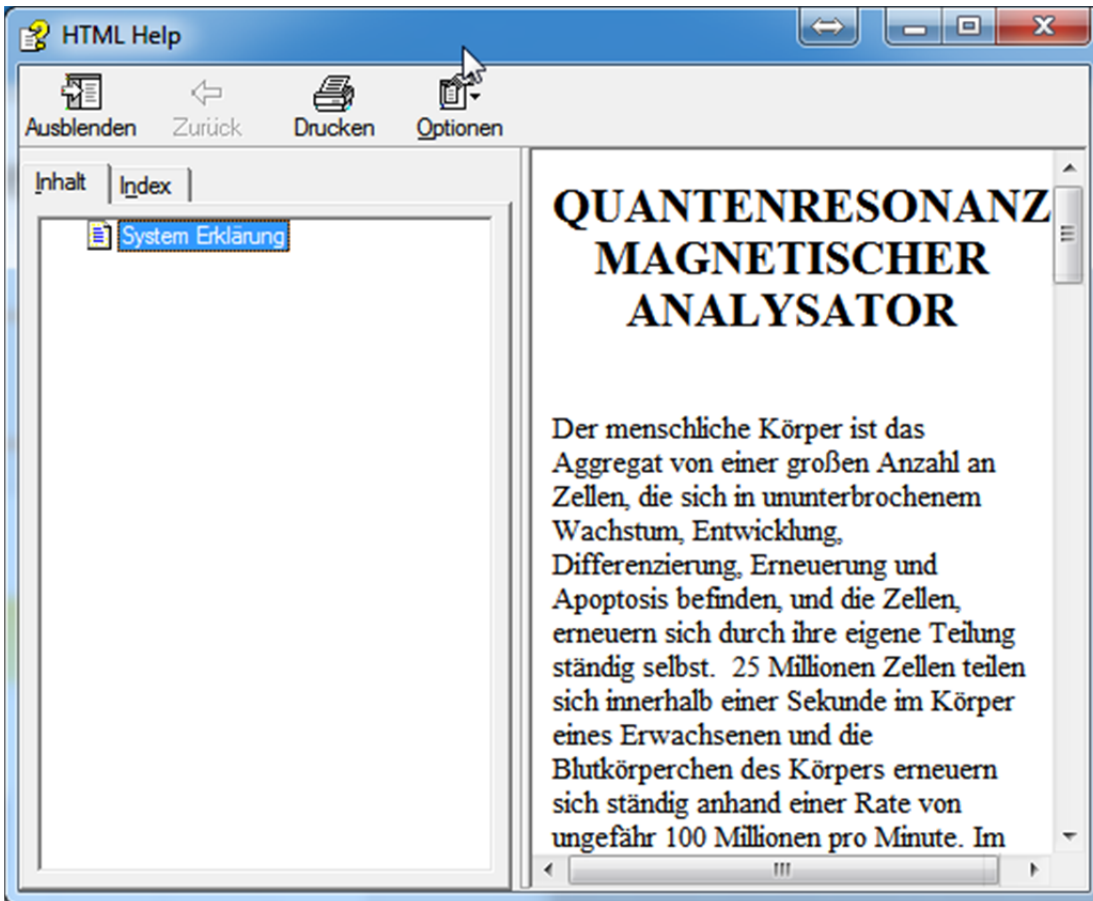 HTML Help
Ausblenden Zurück Drucken Optionen
Inhalt Index
System Erklärung
QUANTENRESONANZ
MAGNETISCHER
ANALYSATOR
Der menschliche Körper ist das
Aggregat von einer großen Anzahl an
Zellen, die sich in ununterbrochenem
Wachstum, Entwicklung,
Differenzierung, Erneuerung und
Apoptosis befinden, und die Zellen,
erneuern sich durch ihre eigene Teilung
ständig selbst.  25 Millionen Zellen teilen
sich innerhalb einer Sekunde im Körper
eines Erwachsenen und die
Blutkörperchen des Körpers erneuern
sich ständig anhand einer Rate von
ungefähr 100 Millionen pro Minute. Im